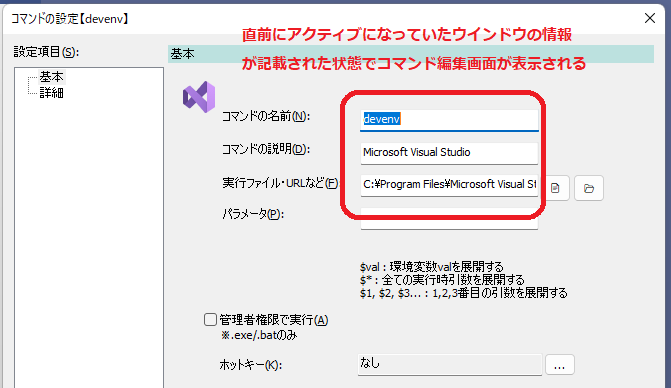 コマンドの設定【devenv】
直前にアクティブになっていたウインドウの情報
が記載された状態でコマンド編集画面が表示される
設定項目(S):
基本
詳細
基本
コマンドの名前(N):
devenv
コマンドの説明(D):
Microsoft Visual Studio
実行ファイル・URLなど(F)
C:¥Program Files¥Microsoft Visual St
パラメータ(P):
$val : 環境変数valを展開する
$* : 全ての実行時引数を展開する
$1, $2, $3... : 1,2,3番目の引数を展開する
管理者権限で実行(A)
※.exe/.batのみ
ホットキー(K):
なし
...